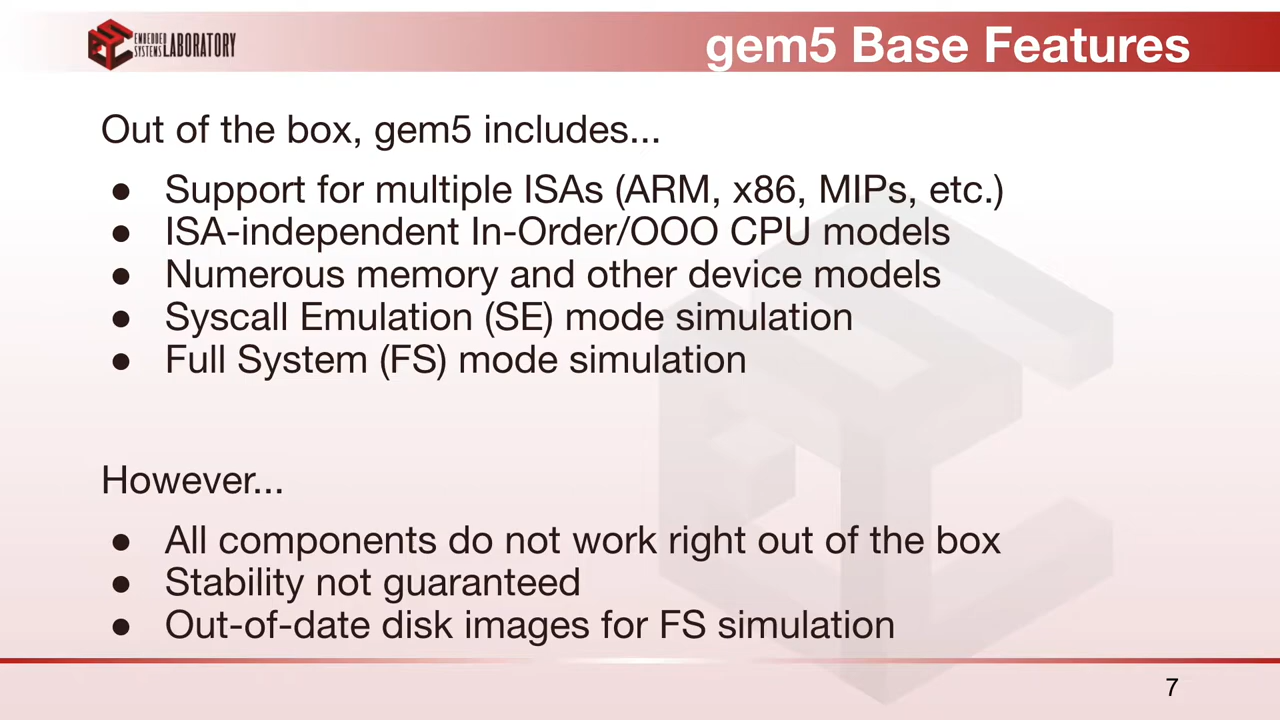 EMBEDDED
SYSTEMS LABORATORY
gem5 Base Features
Out of the box, gem5 includes...
● Support for multiple ISAs (ARM, x86, MIPs, etc.)
● ISA-independent In-Order/OOO CPU models
● Numerous memory and other device models
● Syscall Emulation (SE) mode simulation
● Full System (FS) mode simulation
However...
● All components do not work right out of the box
● Stability not guaranteed
● Out-of-date disk images for FS simulation
7